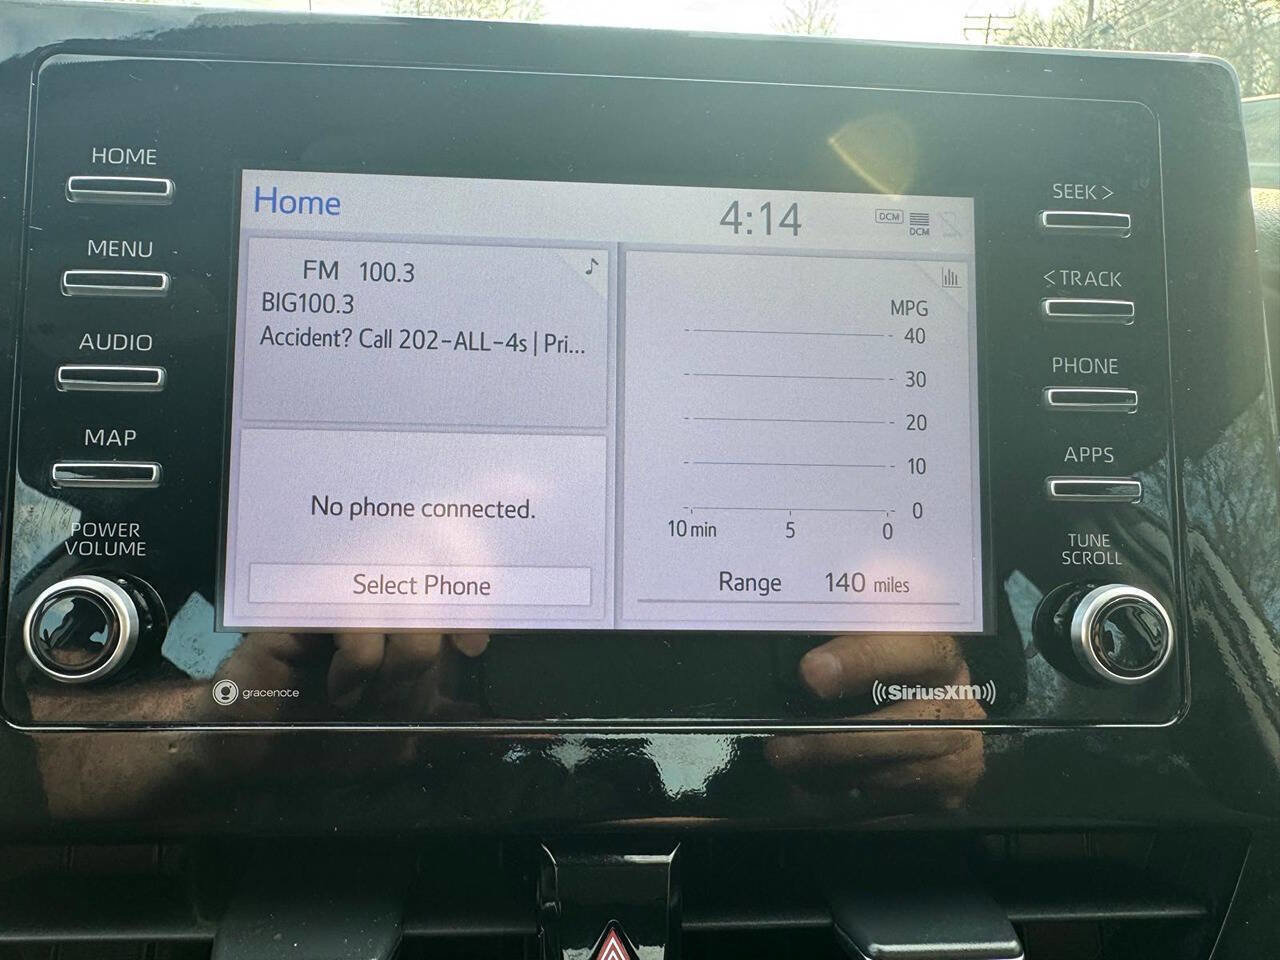 HOME
MENU
AUDIO
MAP
POWER
VOLUME
Home
4:14
DCM
DCM
FM 100.3
BIG100.3
Accident? Call 202-ALL-4s | Pri...
No phone connected.
Select Phone
MPG
40
30
20
10
0
10 min 5 0
Range 140 miles
SEEK >
< TRACK
PHONE
APPS
TUNE
SCROLL
gracenote
SiriusXM